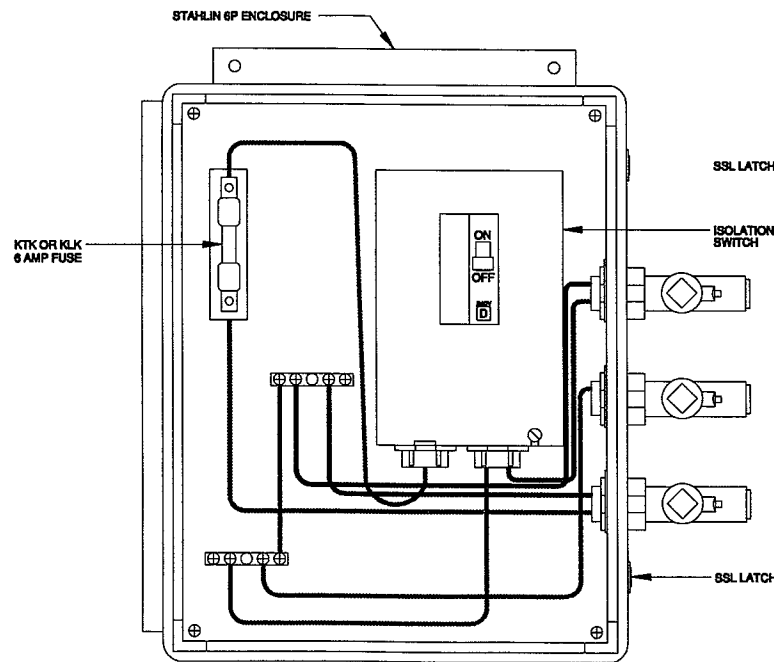 STAHLIN 6P ENCLOSURE
SSL LATCH
ISOLATION
SWITCH
KTK OR KLK
6 AMP FUSE
ON
OFF
D
SSL LATCH